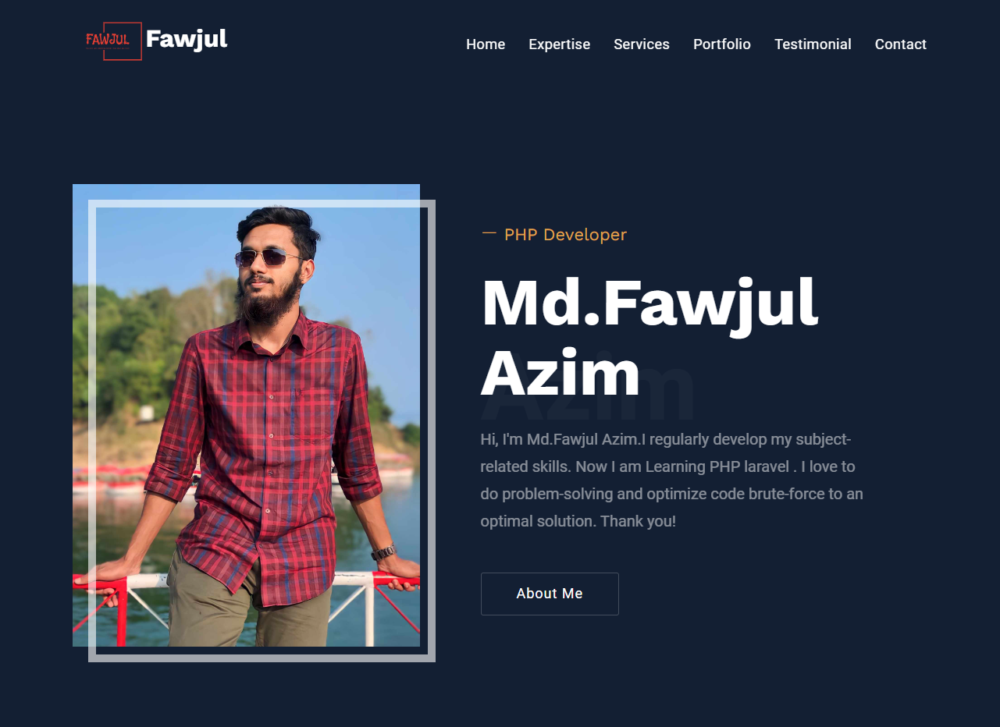 FAWJUL
Fawjul
Home Expertise Services Portfolio Testimonial Contact
— PHP Developer
Md.Fawjul
Azim
Azim
Hi, I'm Md.Fawjul Azim.I regularly develop my subject-
related skills. Now I am Learning PHP laravel . I love to
do problem-solving and optimize code brute-force to an
optimal solution. Thank you!
About Me